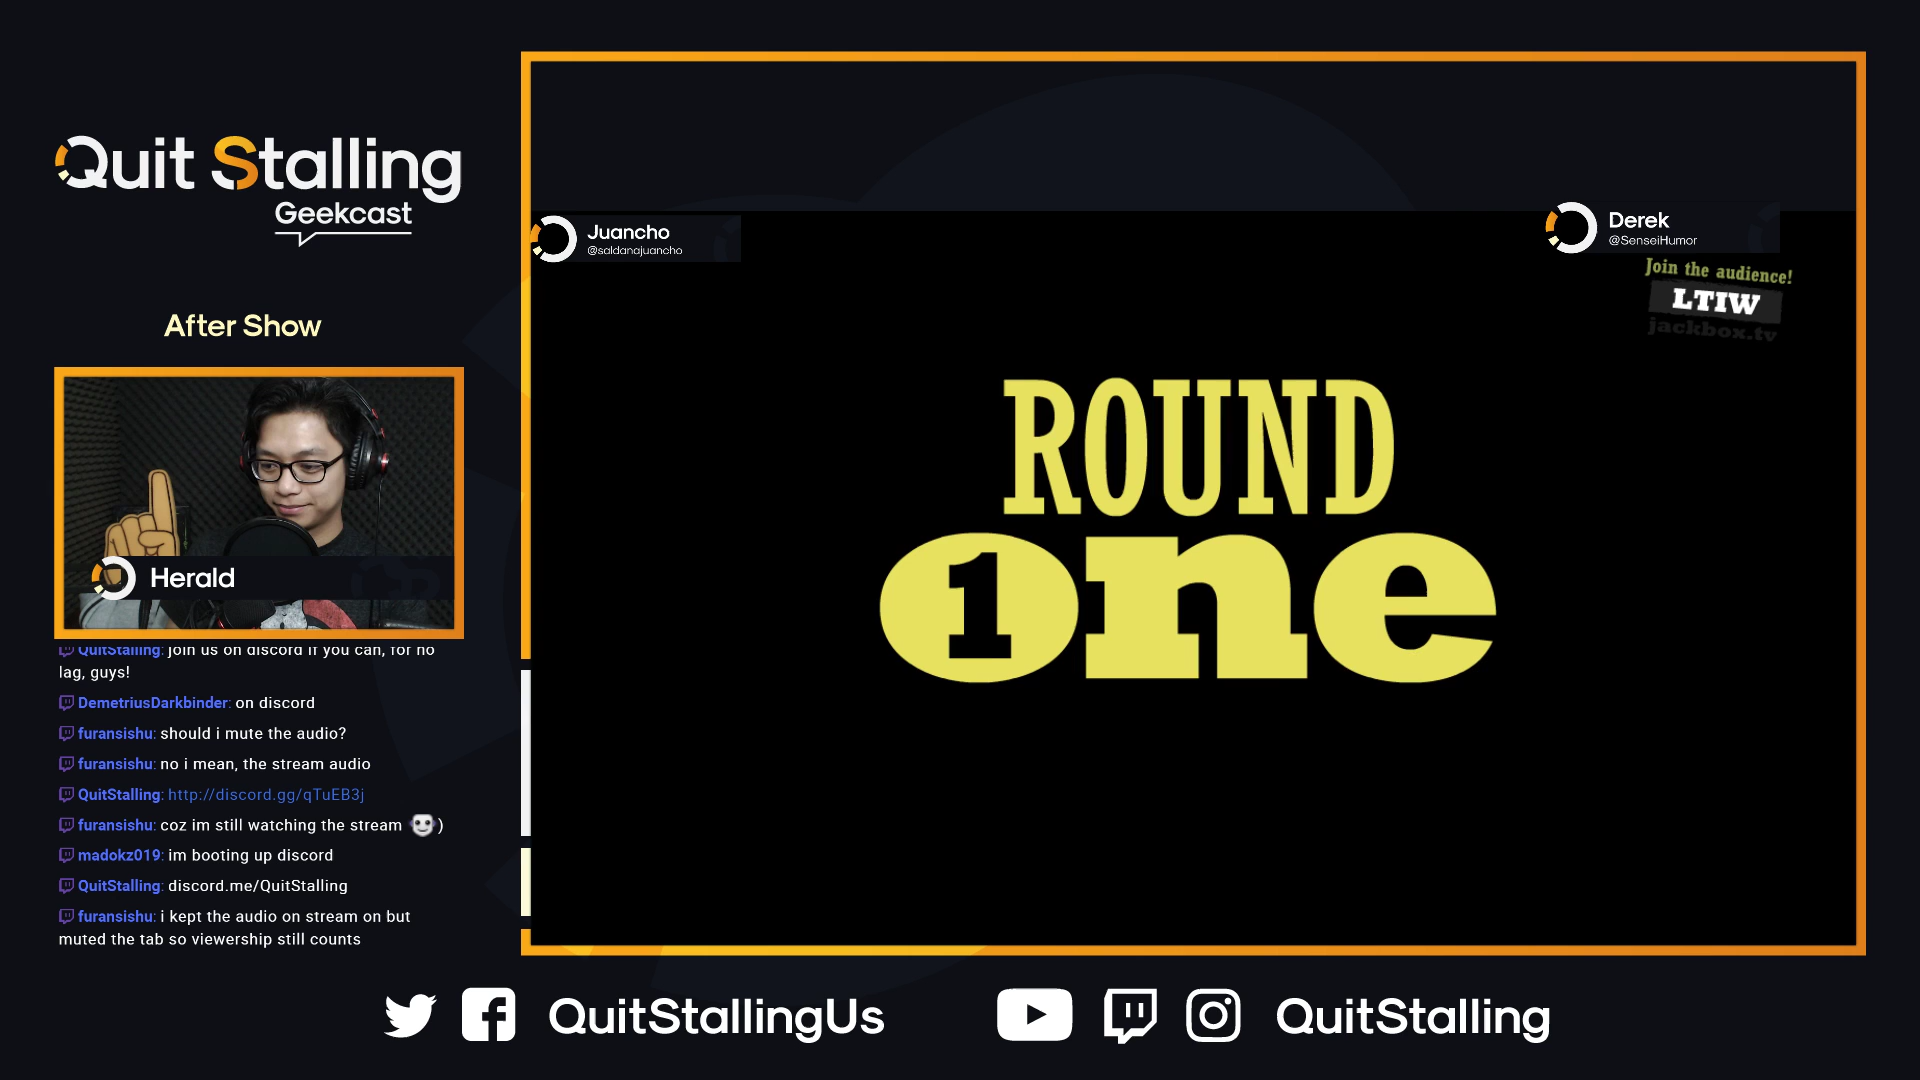 Quit Stalling
Geekcast
After Show
Herald
QuitStalling: join us on discord if you can, for no
lag, guys!
DemetriusDarkbinder: on discord
furansishu: should i mute the audio?
furansishu: no i mean, the stream audio
QuitStalling: http://discord.gg/qTuEB3j
furansishu: coz im still watching the stream )
madokz019: im booting up discord
QuitStalling: discord.me/QuitStalling
furansishu: i kept the audio on stream on but
muted the tab so viewership still counts
Juancho
@saldanajuancho
Derek
@SenseiHumor
Join the audience!
LTIW
jackbox.tv
ROUND
1 One
QuitStallingUs
QuitStalling